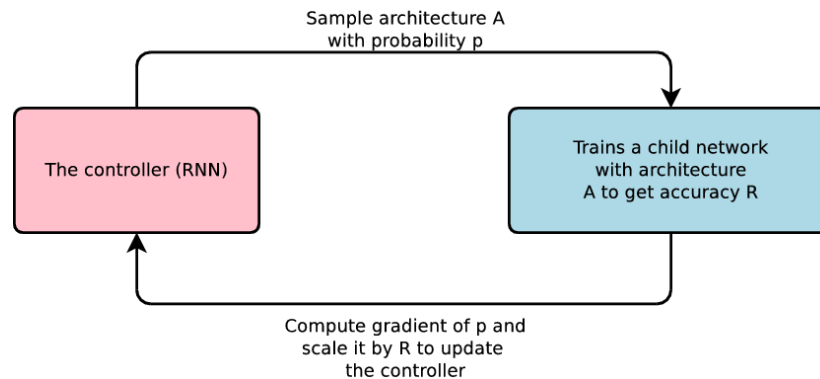 Sample architecture A
with probability p
The controller (RNN)
Trains a child network
with architecture
A to get accuracy R
Compute gradient of p and
scale it by R to update
the controller